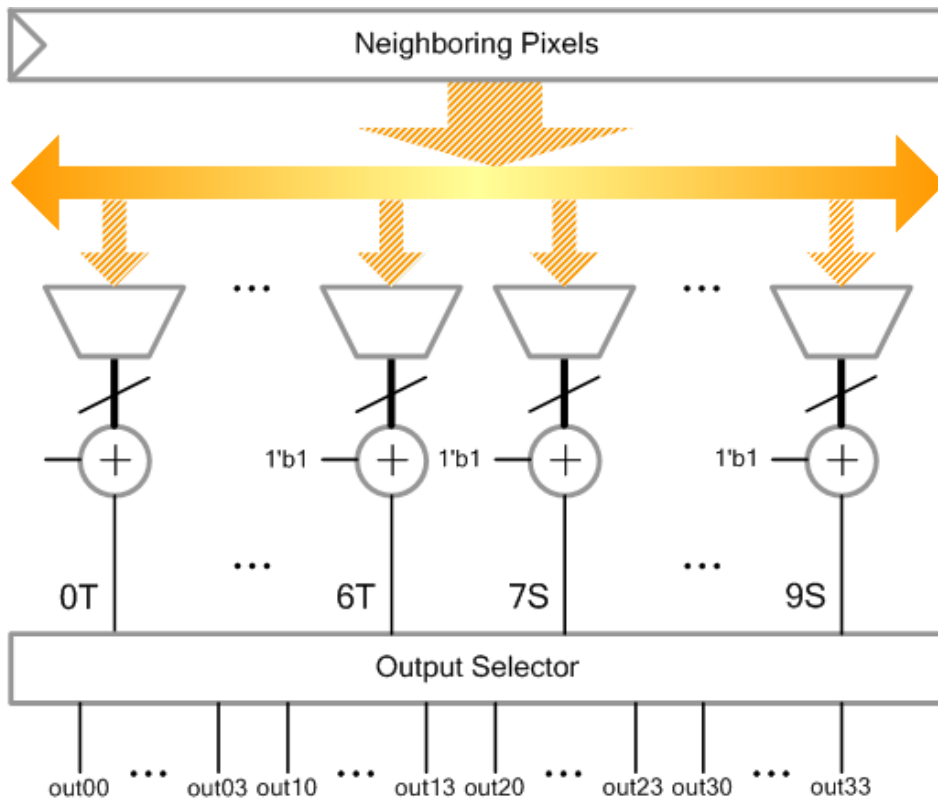 Neighboring Pixels
... ...
1'b1 1'b1 1'b1
... ...
0T 6T 7S 9S
Output Selector
out00 ... out03 out10 ... out13 out20 ... out23 out30 ... out33